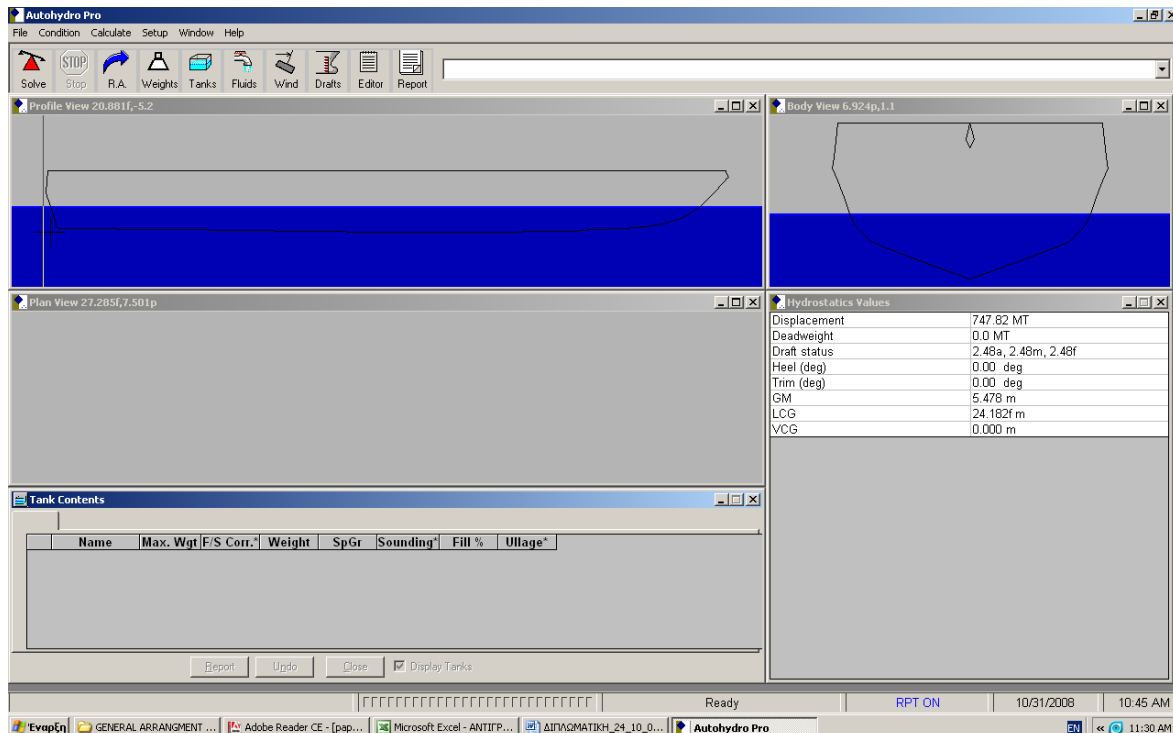 Autohydro Pro
File Condition Calculate Setup Window Help
Solve Stop R.A. Weights Tanks Fluids Wind Drafts Editor Report
STOP
Profile View 20.881f,-5.2
Body View 6.924p,1.1
Plan View 27.285f,7.501p
Hydrostatics Values
Displacement 747.82 MT
Deadweight 0.0 MT
Draft status 2.48a, 2.48m, 2.48f
Heel (deg) 0.00 deg
Trim (deg) 0.00 deg
GM 5.478 m
LCG 24.182f m
VCG 0.000 m
Tank Contents
Name Max. Wgt F/S Corr.* Weight SpGr Sounding* Fill % Ullage*
Report Undo Close Display Tanks
Ready RPT ON 10/31/2008 10:45 AM
Έναρξη GENERAL ARRANGMENT ... Adobe Reader CE - [pap... Microsoft Excel - ΑΝΤΙΓΡ... ΔΙΠΛΩΜΑΤΙΚΗ_24_10_0... Autohydro Pro EN « 11:30 AM